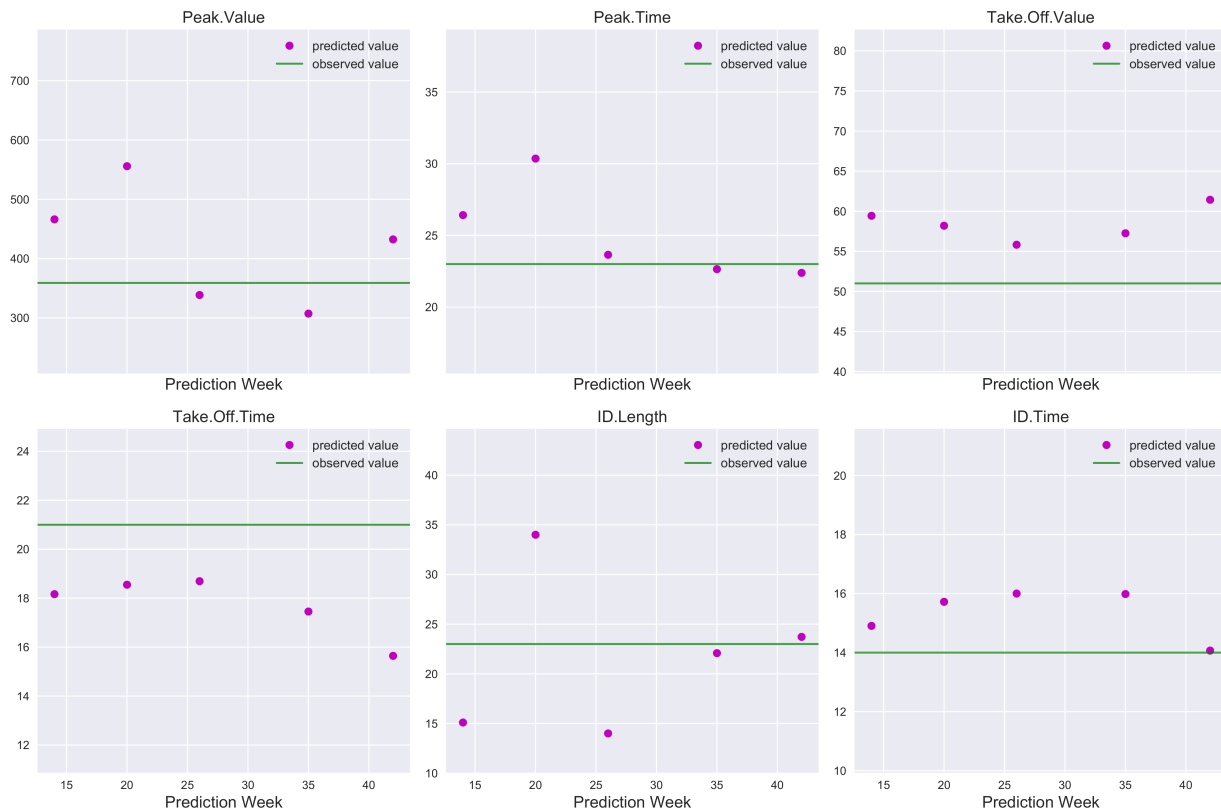 Peak.Value
predicted value
observed value
700
600
500
400
300
Prediction Week
Peak.Time
predicted value
observed value
35
30
25
20
Prediction Week
Take.Off.Value
predicted value
observed value
80
75
70
65
60
55
50
45
40
Prediction Week
Take.Off.Time
predicted value
observed value
24
22
20
18
16
14
12
15 20 25 30 35 40
Prediction Week
ID.Length
predicted value
observed value
40
35
30
25
20
15
10
15 20 25 30 35 40
Prediction Week
ID.Time
predicted value
observed value
20
18
16
14
12
10
15 20 25 30 35 40
Prediction Week